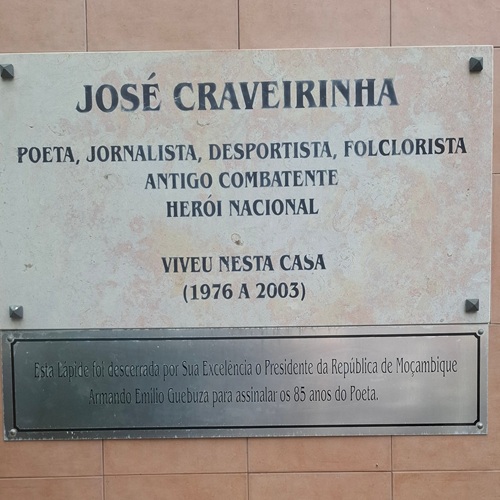 JOSÉ CRAVEIRINHA
POETA, JORNALISTA, DESPORTISTA, FOLCLORISTA
ANTIGO COMBATENTE
HERÓI NACIONAL
VIVEU NESTA CASA
(1976 A 2003)
Esta Lápide foi descerrada por Sua Excelência o Presidente da República de Moçambique
Armando Emílio Guebuza para assinalar os 85 anos do Poeta.